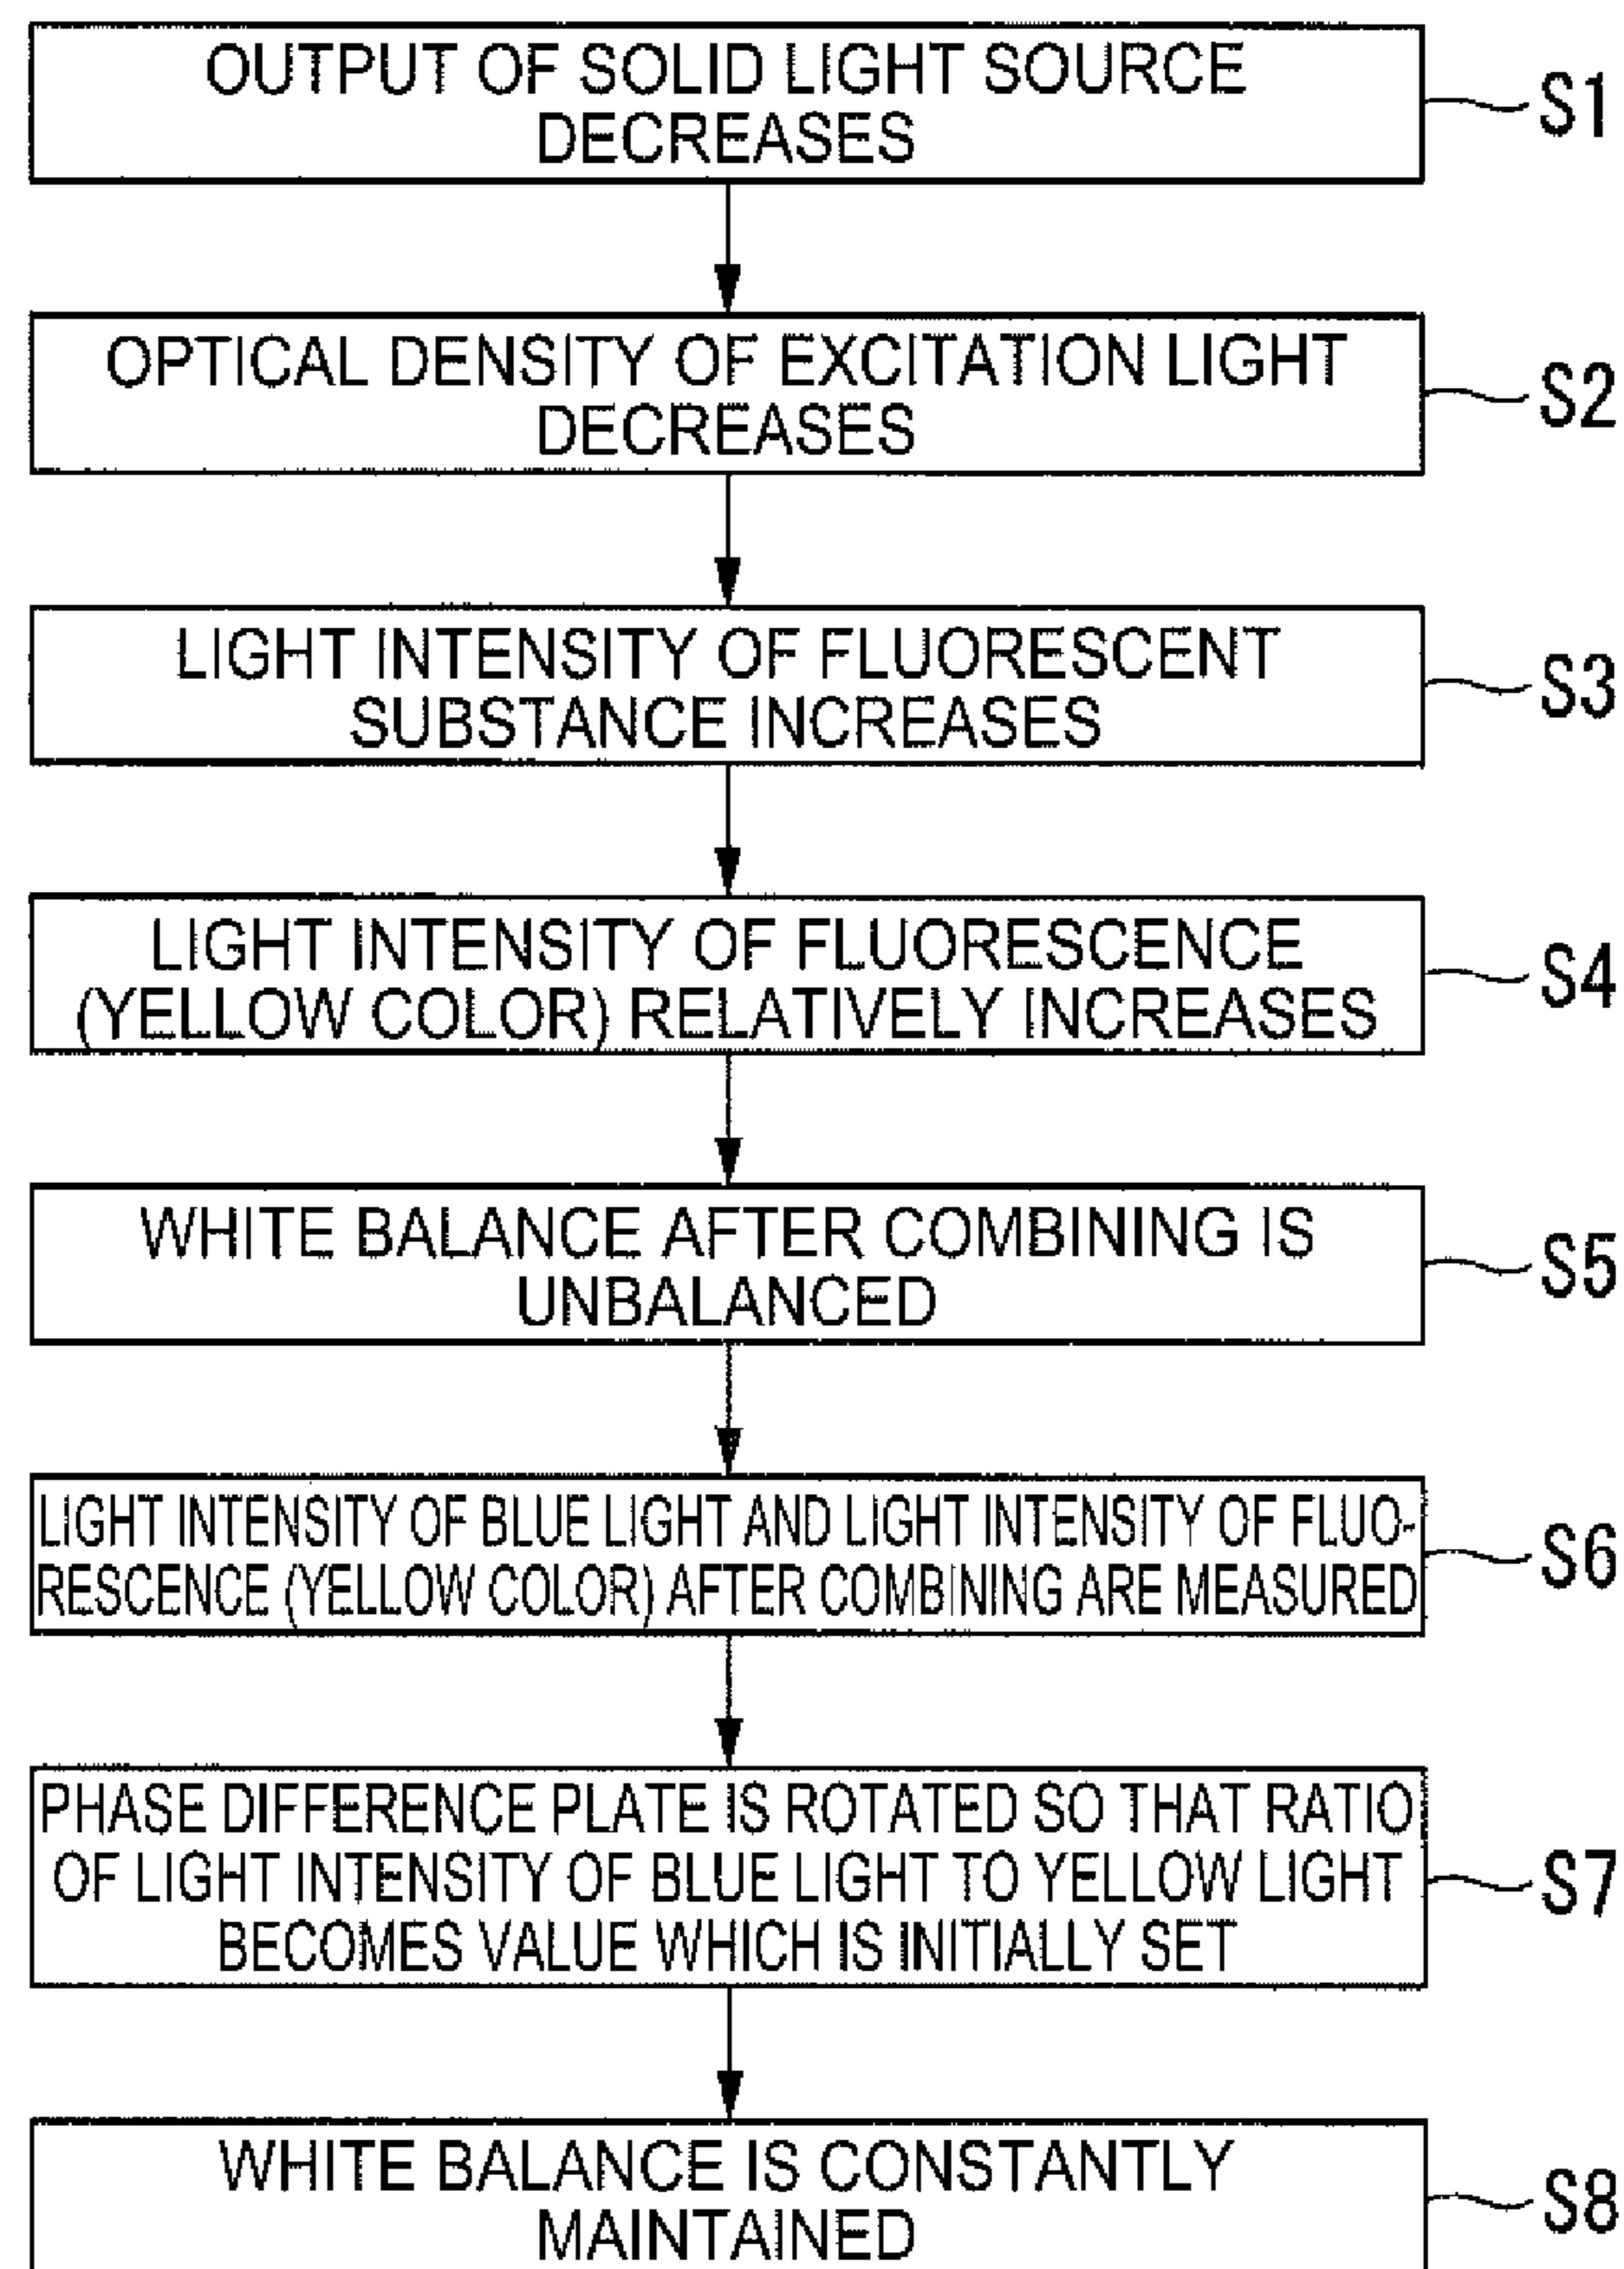 OUTPUT OF SOLID LIGHT SOURCE
DECREASES
S1
OPTICAL DENSITY OF EXCITATION LIGHT
DECREASES
S2
LIGHT INTENSITY OF FLUORESCENT
SUBSTANCE INCREASES
S3
LIGHT INTENSITY OF FLUORESCENCE
(YELLOW COLOR) RELATIVELY INCREASES
S4
WHITE BALANCE AFTER COMBINING IS
UNBALANCED
S5
LIGHT INTENSITY OF BLUE LIGHT AND LIGHT INTENSITY OF FLUO-
RESCENCE (YELLOW COLOR) AFTER COMBINING ARE MEASURED
S6
PHASE DIFFERENCE PLATE IS ROTATED SO THAT RATIO
OF LIGHT INTENSITY OF BLUE LIGHT TO YELLOW LIGHT
BECOMES VALUE WHICH IS INITIALLY SET
S7
WHITE BALANCE IS CONSTANTLY
MAINTAINED
S8